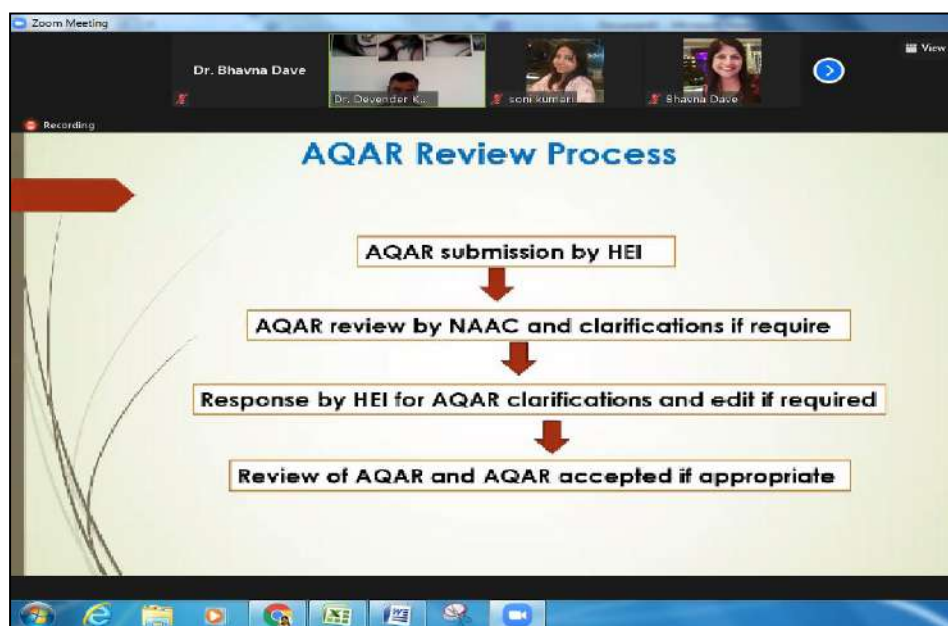 Zoom Meeting
View
Dr. Bhavna Dave
Dr. Devender K...
soni kumari
Bhavna Dave
Recording
AQAR Review Process
AQAR submission by HEI
AQAR review by NAAC and clarifications if require
Response by HEI for AQAR clarifications and edit if required
Review of AQAR and AQAR accepted if appropriate